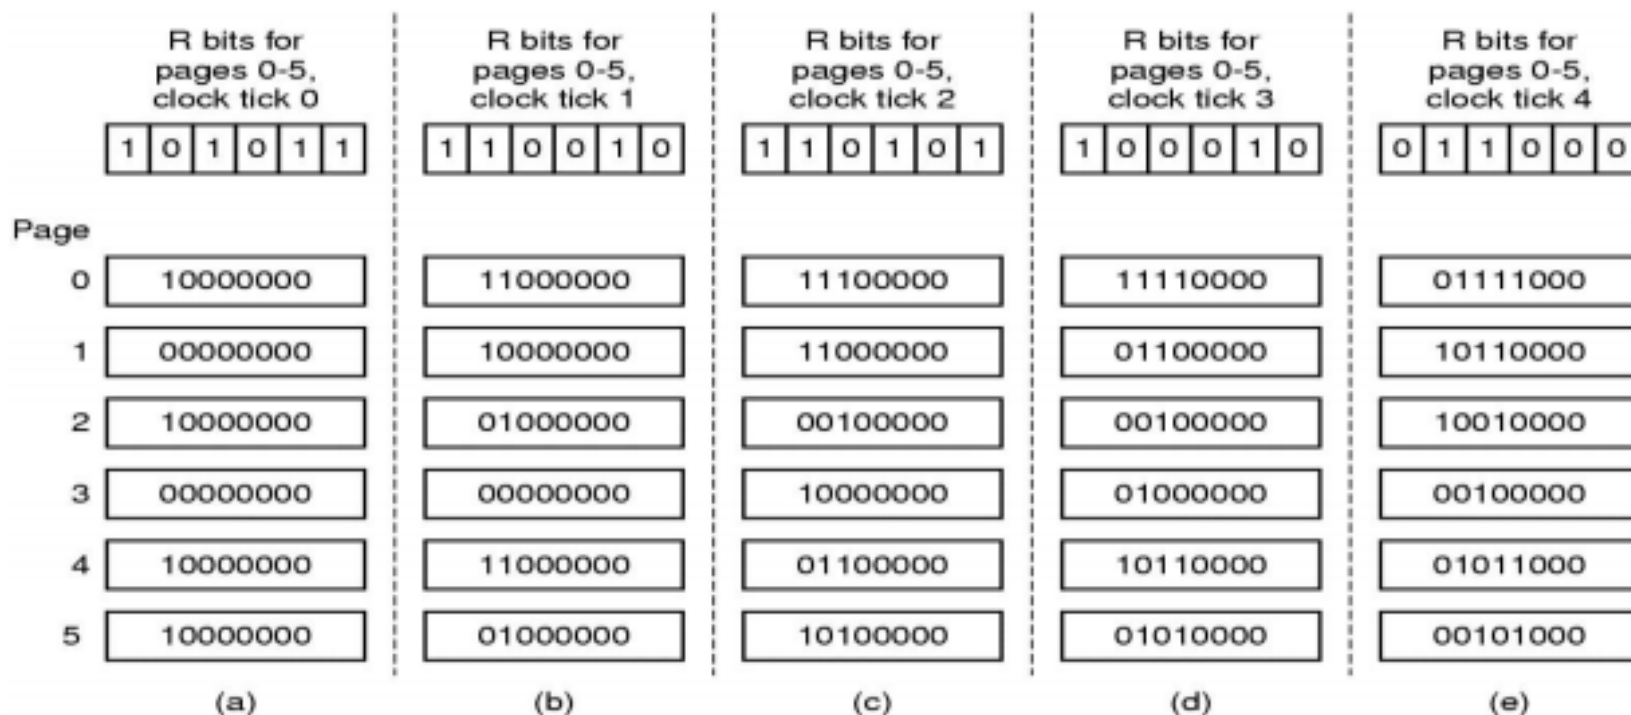 R bits for pages 0-5, clock tick 0
R bits for pages 0-5, clock tick 1
R bits for pages 0-5, clock tick 2
R bits for pages 0-5, clock tick 3
R bits for pages 0-5, clock tick 4
1 0 1 0 1 1
1 1 0 0 1 0
1 1 0 1 0 1
1 0 0 0 1 0
0 1 1 0 0 0
Page
0 10000000 11000000 11100000 11110000 01111000
1 00000000 10000000 11000000 01100000 10110000
2 10000000 01000000 00100000 00100000 10010000
3 00000000 00000000 10000000 01000000 00100000
4 10000000 11000000 01100000 10110000 01011000
5 10000000 01000000 10100000 01010000 00101000
(a) (b) (c) (d) (e)